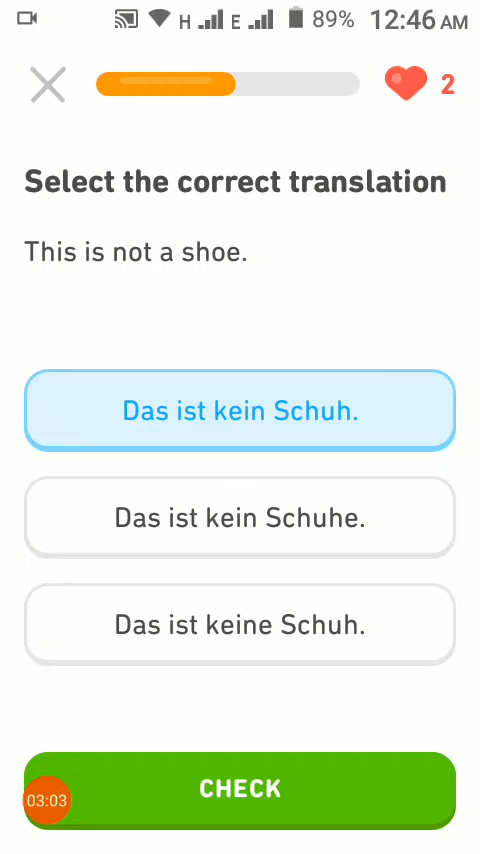 H E 89% 12:46 AM
2
Select the correct translation
This is not a shoe.
Das ist kein Schuh.
Das ist kein Schuhe.
Das ist keine Schuh.
CHECK
03:03